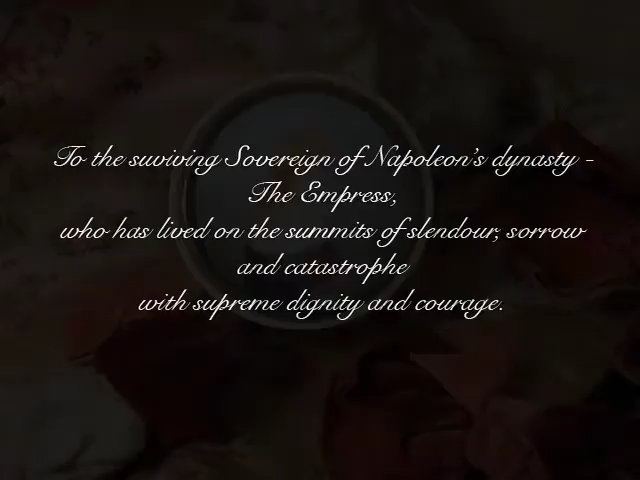 To the suviving Sovereign of Napoleon's dynasty -
The Empress,
who has lived on the summits of slendour, sorrow
and catastrophe
with supreme dignity and courage.